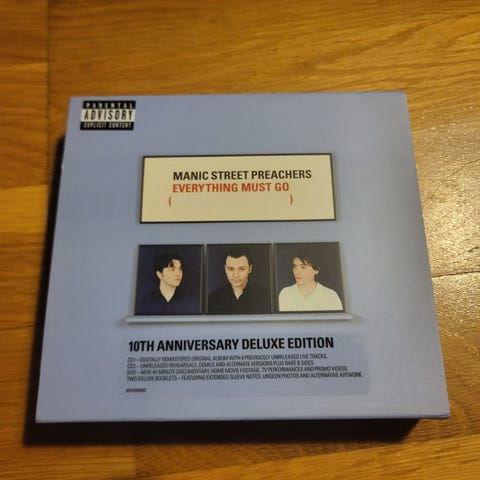 PARENTAL
ADVISORY
EXPLICIT CONTENT
MANIC STREET PREACHERS
EVERYTHING MUST GO
( )
10TH ANNIVERSARY DELUXE EDITION
CD1 – DIGITALLY REMASTERED ORIGINAL ALBUM WITH 8 PREVIOUSLY UNRELEASED LIVE TRACKS.
CD2 – UNRELEASED REHEARSALS, DEMOS AND ALTERNATE VERSIONS PLUS RARE B SIDES.
DVD – NEW 45 MINUTE DOCUMENTARY, HOME MOVIE FOOTAGE, TV PERFORMANCES AND PROMO VIDEOS.
TWO DELUXE BOOKLETS – FEATURING EXTENDED SLEEVE NOTES, UNSEEN PHOTOS AND ALTERNATIVE ARTWORK.